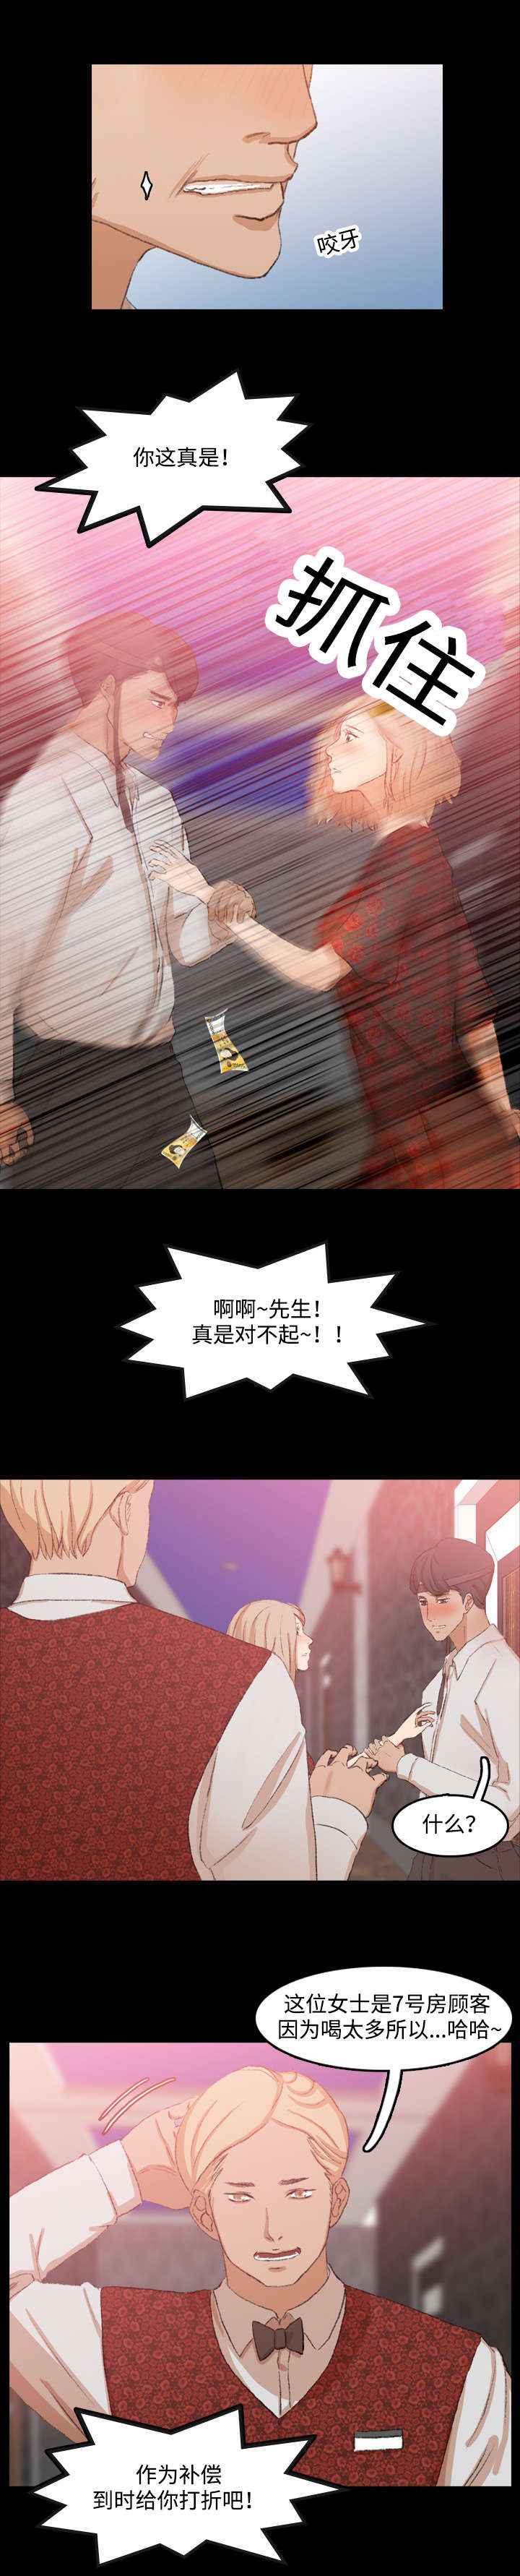 咬牙
你这真是！
抓住
啊啊~先生！
真是对不起~！！
什么？
这位女士是7号房顾客
因为喝太多所以...哈哈~
作为补偿
到时给你打折吧！